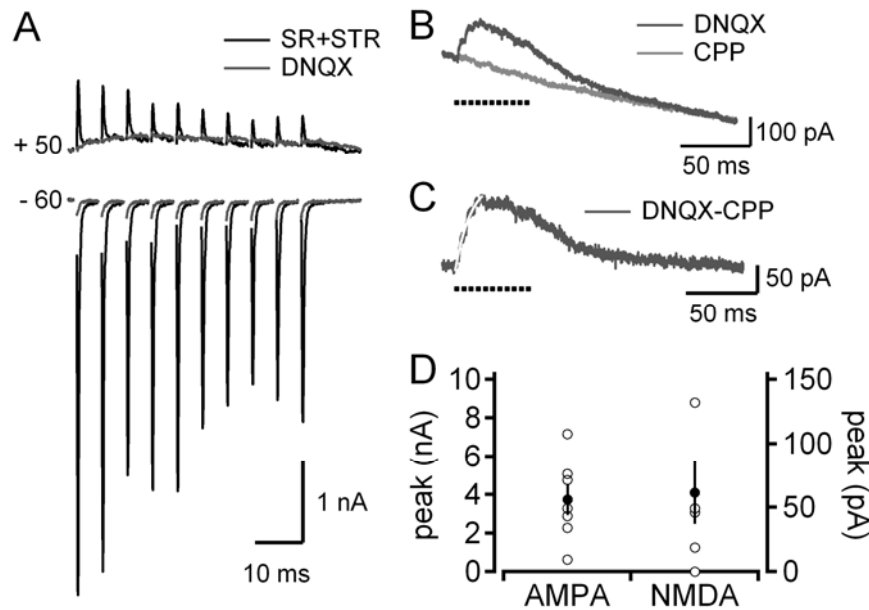 A
SR+STR
DNQX
+ 50
- 60
1 nA
10 ms
B
DNQX
CPP
100 pA
50 ms
C
DNQX-CPP
50 pA
50 ms
D
peak (nA)
10
8
6
4
2
0
AMPA
NMDA
150
100
50
0
peak (pA)